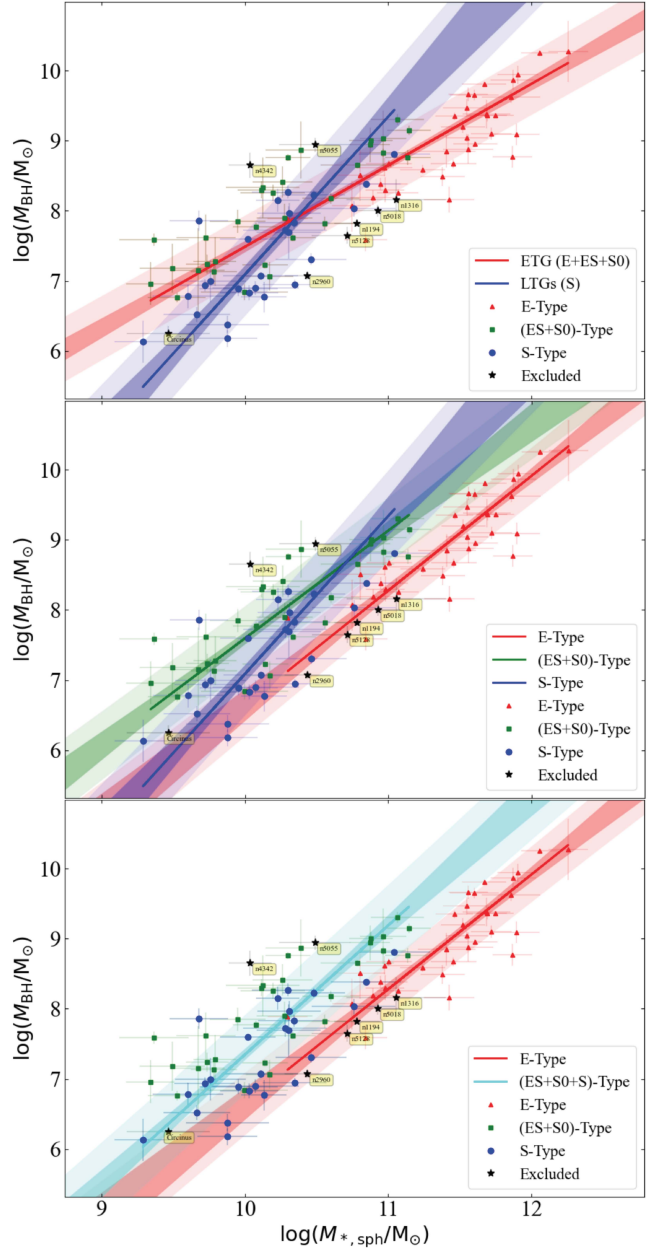 log(M_BH/M_⊙)
10
9
8
7
6
n5055
n4342
n1316
n5018
n1194
n5128
n2960
Circinus
ETG (E+ES+S0)
LTGs (S)
E-Type
(ES+S0)-Type
S-Type
Excluded
log(M_BH/M_⊙)
10
9
8
7
6
n5055
n4342
n1316
n5018
n1194
n5128
n2960
Circinus
E-Type
(ES+S0)-Type
S-Type
E-Type
(ES+S0)-Type
S-Type
Excluded
log(M_BH/M_⊙)
10
9
8
7
6
n5055
n4342
n1316
n5018
n1194
n5128
n2960
Circinus
E-Type
(ES+S0+S)-Type
E-Type
(ES+S0)-Type
S-Type
Excluded
9 10 11 12
log(M_*,sph/M_⊙)